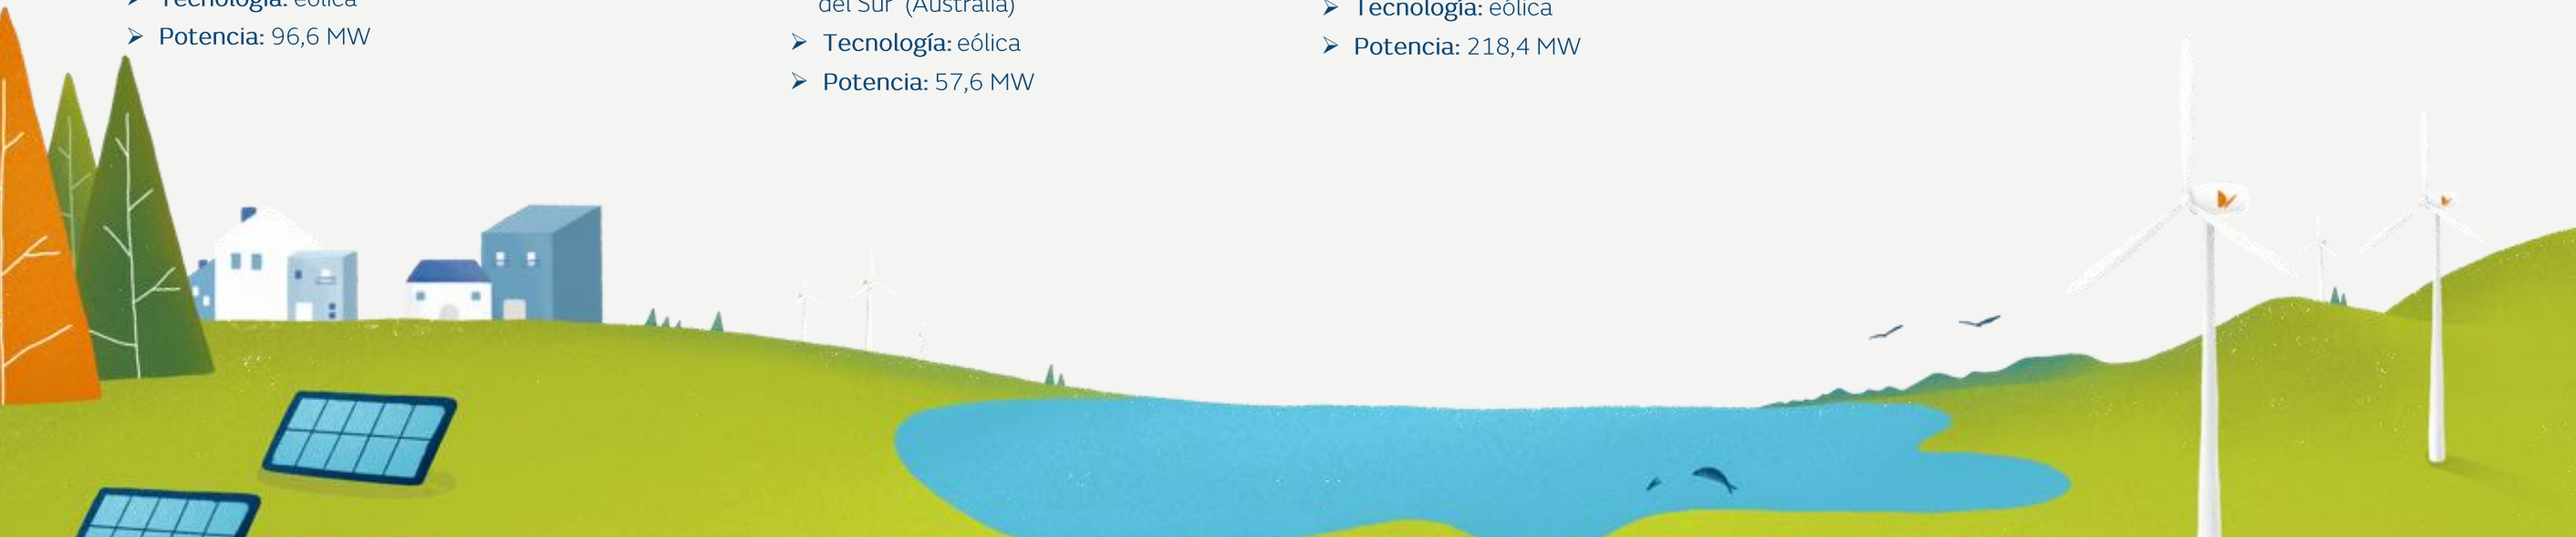 Tecnología: eólica
Potencia: 96,6 MW
del Sur (Australia)
Tecnología: eólica
Potencia: 57,6 MW
Tecnología: eólica
Potencia: 218,4 MW